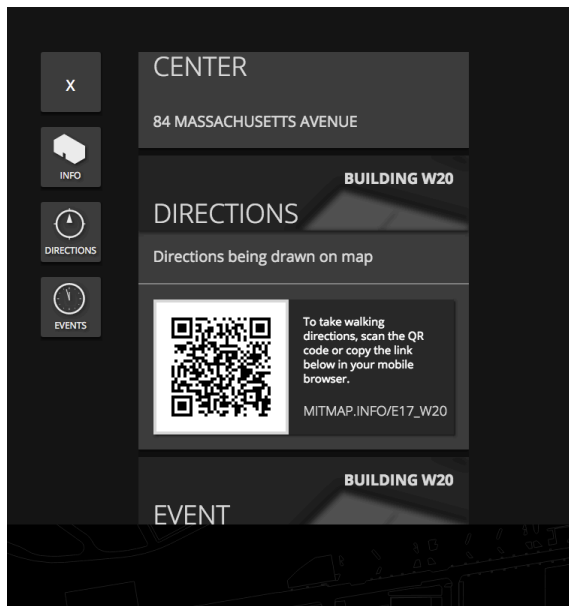 X
INFO
DIRECTIONS
EVENTS
CENTER
84 MASSACHUSETTS AVENUE
BUILDING W20
DIRECTIONS
Directions being drawn on map
To take walking
directions, scan the QR
code or copy the link
below in your mobile
browser.
MITMAP.INFO/E17_W20
BUILDING W20
EVENT